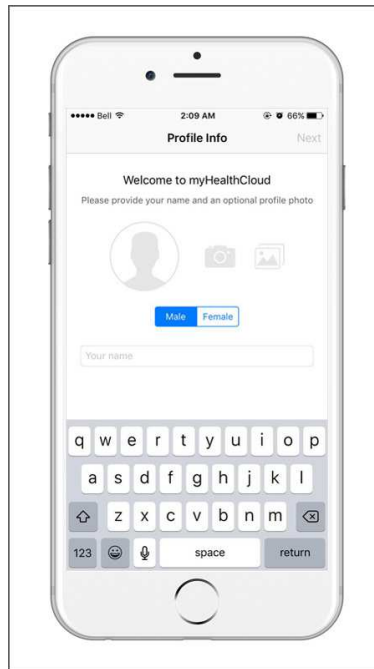 Bell 2:09 AM 66%
Profile Info Next
Welcome to myHealthCloud
Please provide your name and an optional profile photo
Male Female
Your name
q w e r t y u i o p
a s d f g h j k l
z x c v b n m
123 space return